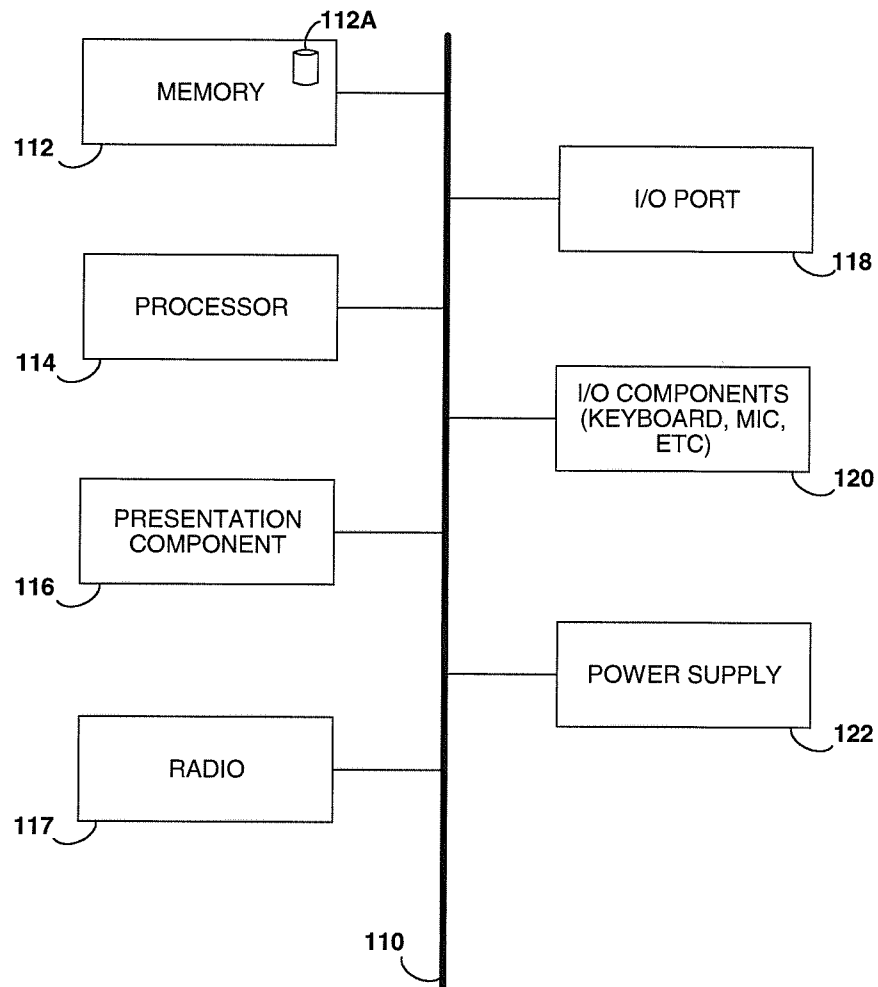 112A
MEMORY
112
I/O PORT
118
PROCESSOR
114
I/O COMPONENTS
(KEYBOARD, MIC,
ETC)
120
PRESENTATION
COMPONENT
116
POWER SUPPLY
122
RADIO
117
110